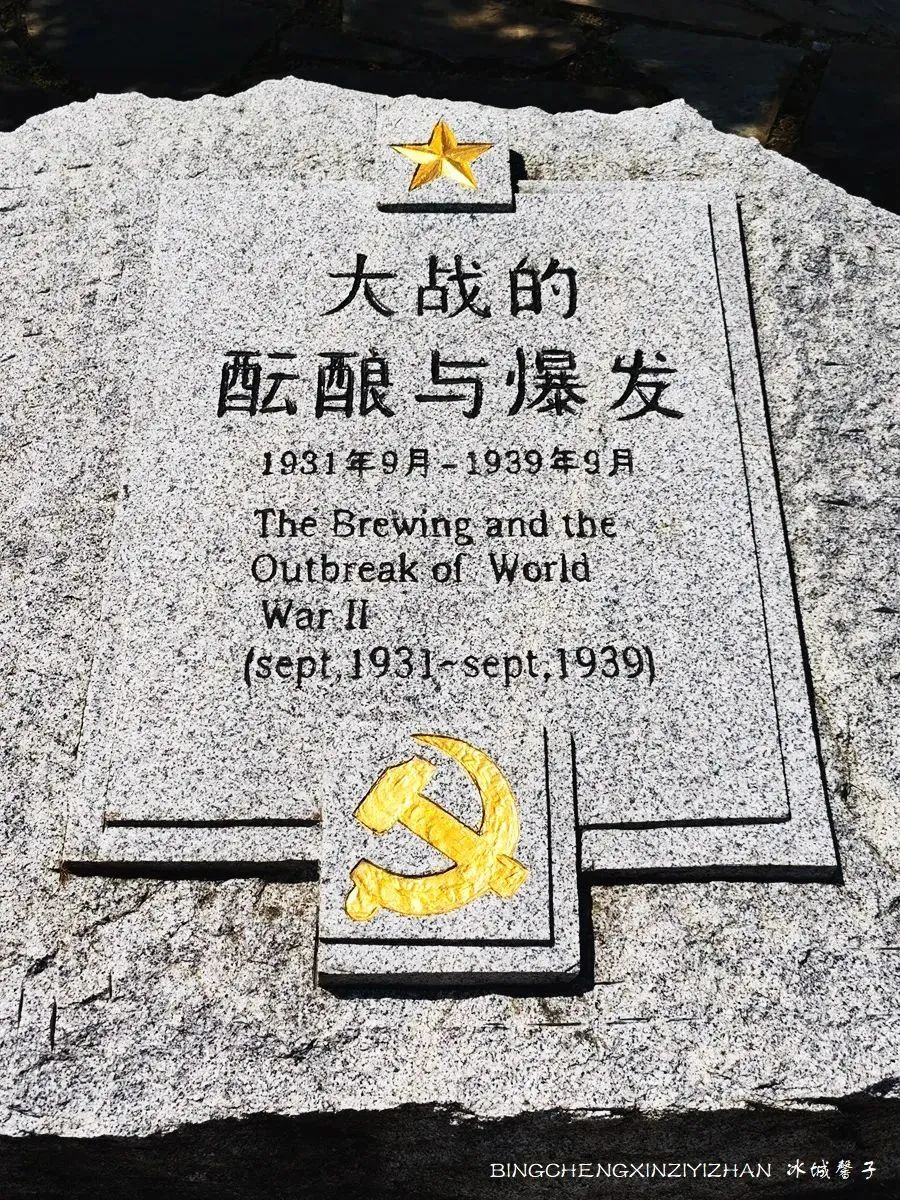 大战的
酝酿与爆发
1931年9月-1939年9月
The Brewing and the
Outbreak of World
War II
(sept,1931~sept,1939)
BINGCHENGXINZIYIZHAN 冰城馨子